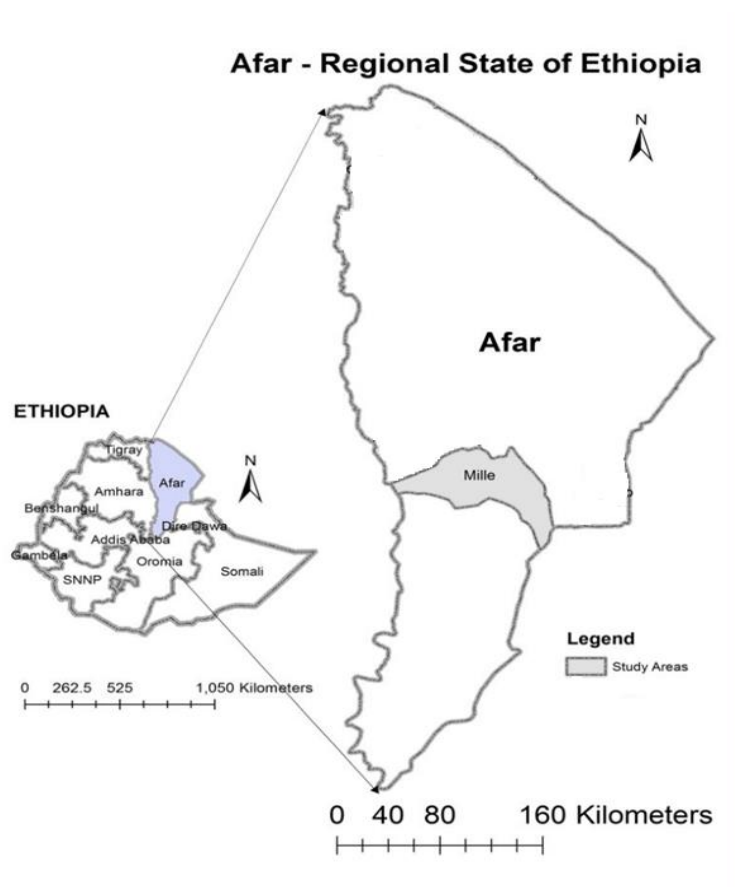 Afar - Regional State of Ethiopia
N
Afar
ETHIOPIA
Tigray
N
Mille
Afar
Amhara
Benshangul
Dire Dawa
Addis Ababa
Gambela
Oromia
Somali
SNNP
Legend
Study Areas
0 262.5 525 1,050 Kilometers
0 40 80 160 Kilometers